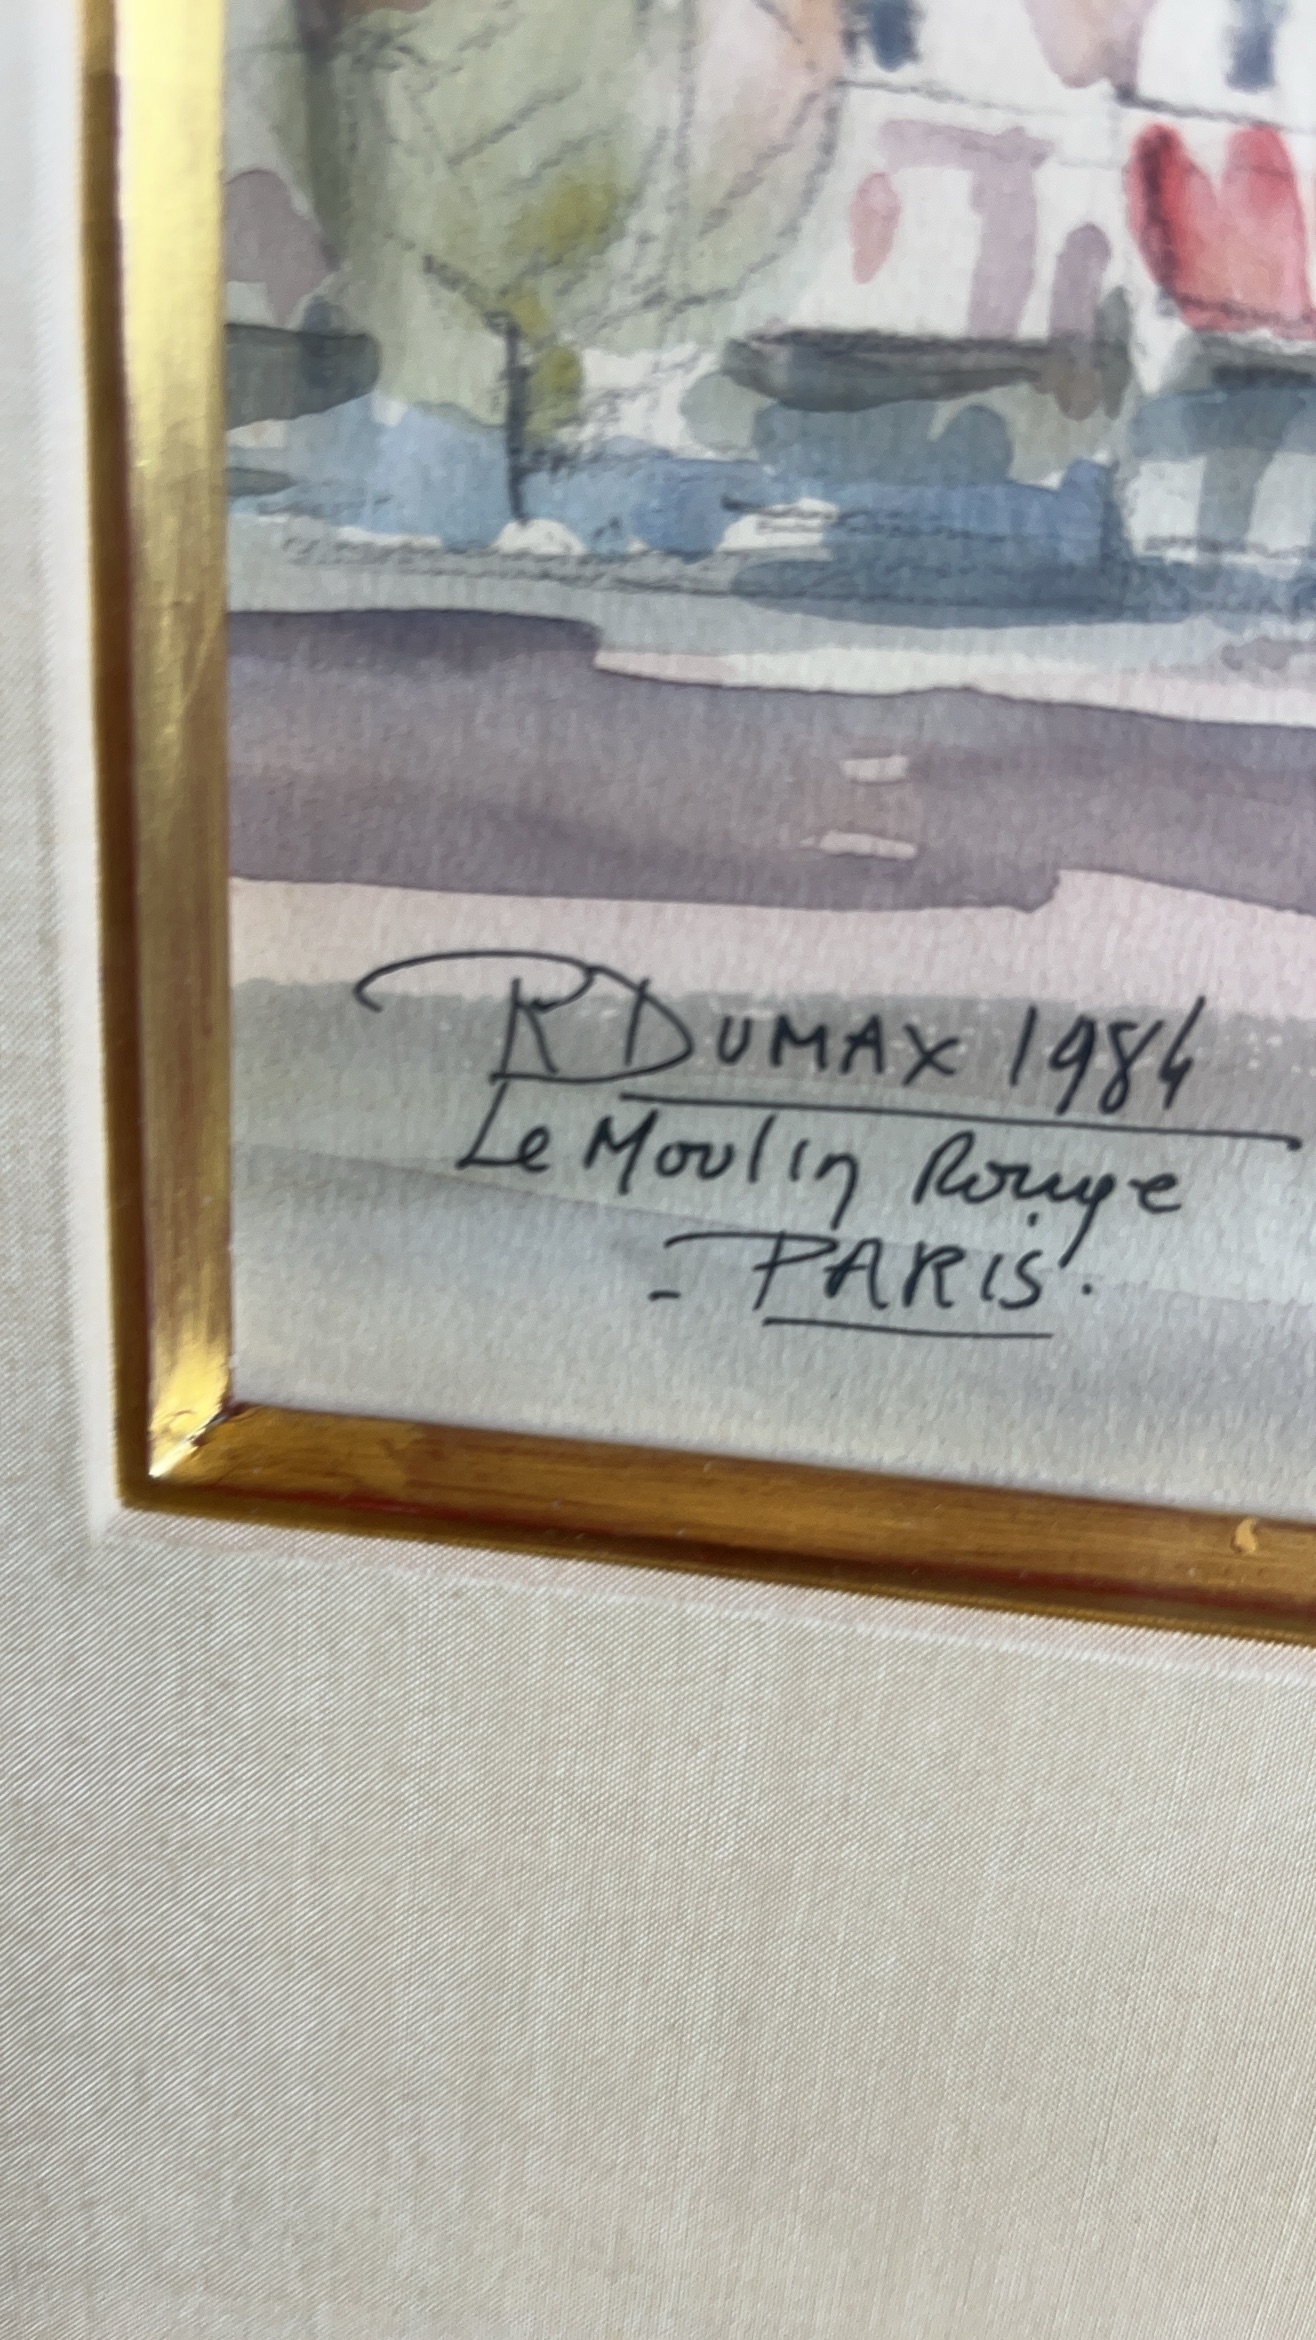 R DUMAX 1984
Le Moulin Rouge
- PARIS.